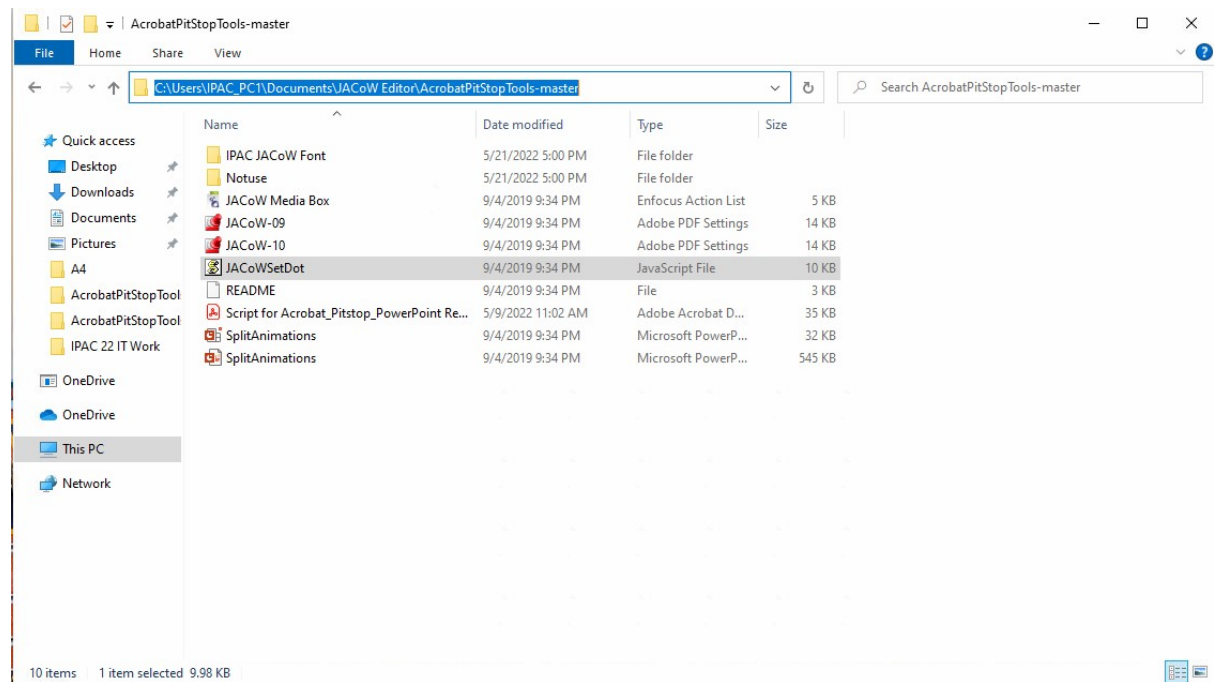 AcrobatPitStopTools-master
File Home Share View
C:\Users\IPAC_PC1\Documents\JACoW Editor\AcrobatPitStopTools-master
Search AcrobatPitStopTools-master
Quick access
Desktop
Downloads
Documents
Pictures
A4
AcrobatPitStopTool
AcrobatPitStopTool
IPAC 22 IT Work
OneDrive
OneDrive
This PC
Network
Name Date modified Type Size
IPAC JACoW Font 5/21/2022 5:00 PM File folder
Notuse 5/21/2022 5:00 PM File folder
JACoW Media Box 9/4/2019 9:34 PM Enfocus Action List 5 KB
JACoW-09 9/4/2019 9:34 PM Adobe PDF Settings 14 KB
JACoW-10 9/4/2019 9:34 PM Adobe PDF Settings 14 KB
JACoWSetDot 9/4/2019 9:34 PM JavaScript File 10 KB
README 9/4/2019 9:34 PM File 3 KB
Script for Acrobat_Pitstop_PowerPoint Re... 5/9/2022 11:02 AM Adobe Acrobat D... 35 KB
SplitAnimations 9/4/2019 9:34 PM Microsoft PowerP... 32 KB
SplitAnimations 9/4/2019 9:34 PM Microsoft PowerP... 545 KB
10 items 1 item selected 9.98 KB